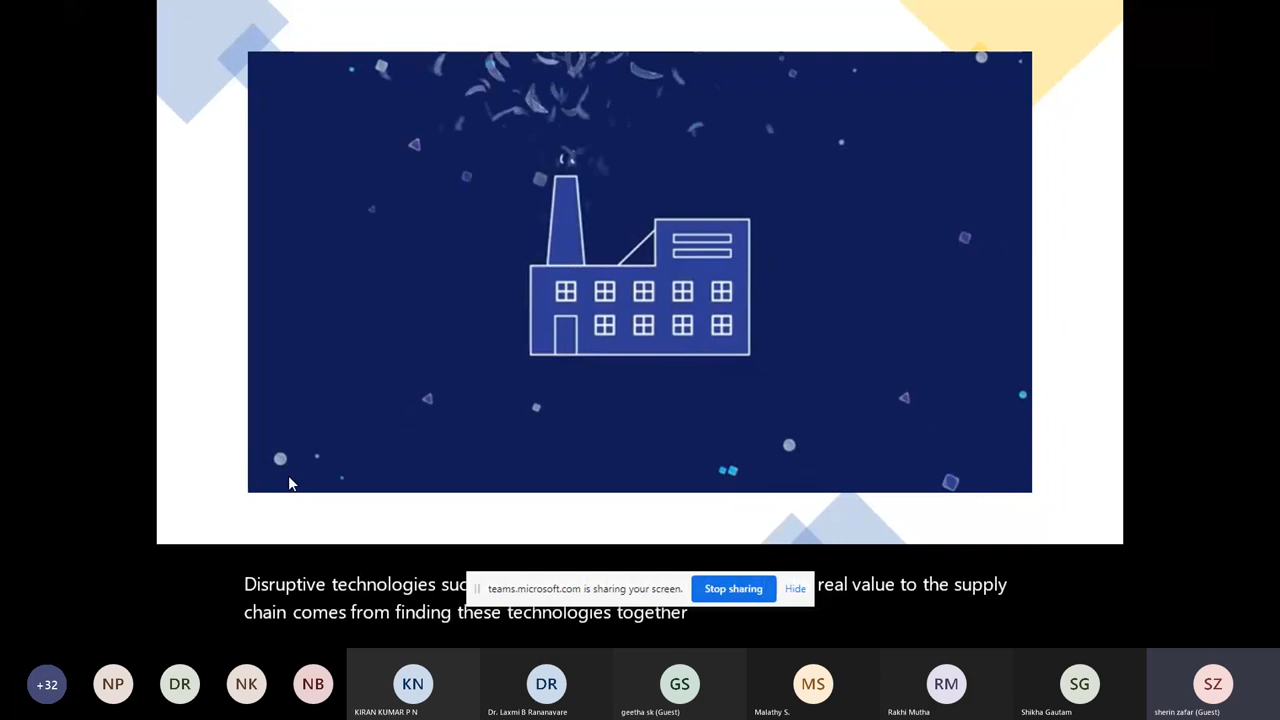 Disruptive technologies
real value to the supply
teams.microsoft.com is sharing your screen. Stop sharing Hide
chain comes from finding these technologies together
+32 NP DR NK NB KN DR GS MS RM SG SZ
KIRAN KUMAR P N Dr. Laxmi B Rananavare geetha sk (Guest) Malathy S. Rakhi Mutha Shikha Gautam sherin zafar (Guest)